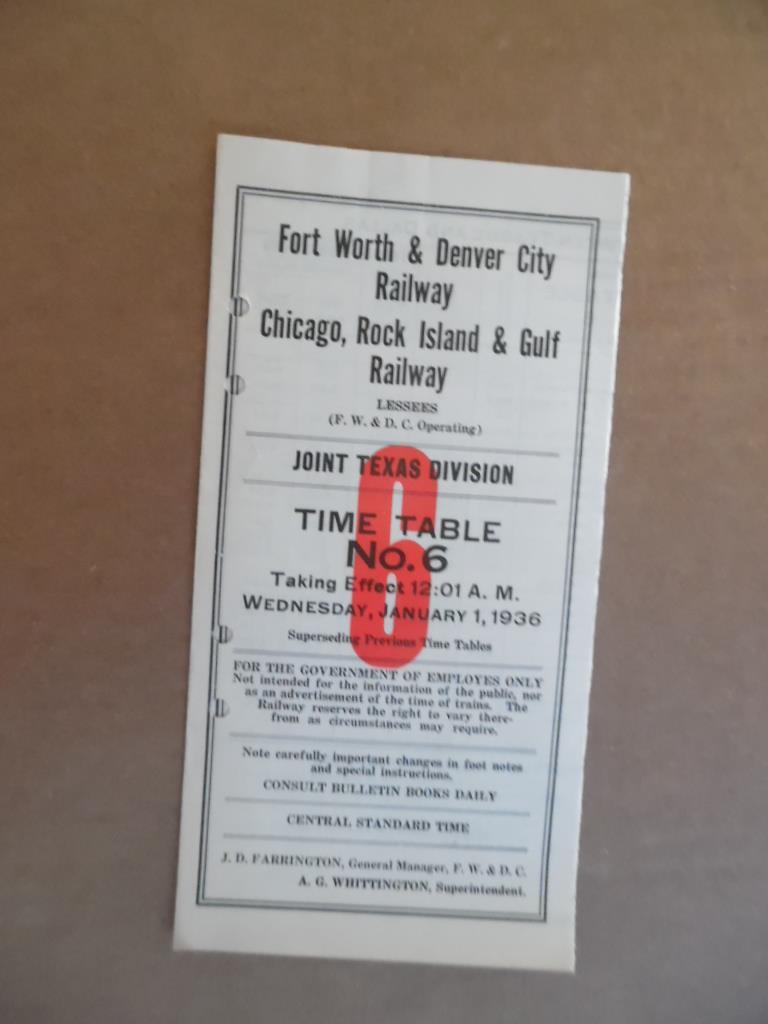 Fort Worth & Denver City
Railway
Chicago, Rock Island & Gulf
Railway
LESSEES
(F. W. & D. C. Operating)
JOINT TEXAS DIVISION
6
TIME TABLE
No. 6
Taking Effect 12:01 A. M.
WEDNESDAY, JANUARY 1, 1936
Superseding Previous Time Tables
FOR THE GOVERNMENT OF EMPLOYES ONLY
Not intended for the information of the public, nor
as an advertisement of the time of trains. The
Railway reserves the right to vary there-
from as circumstances may require.
Note carefully important changes in foot notes
and special instructions.
CONSULT BULLETIN BOOKS DAILY
CENTRAL STANDARD TIME
J. D. FARRINGTON, General Manager, F. W. & D. C.
A. G. WHITTINGTON, Superintendent.